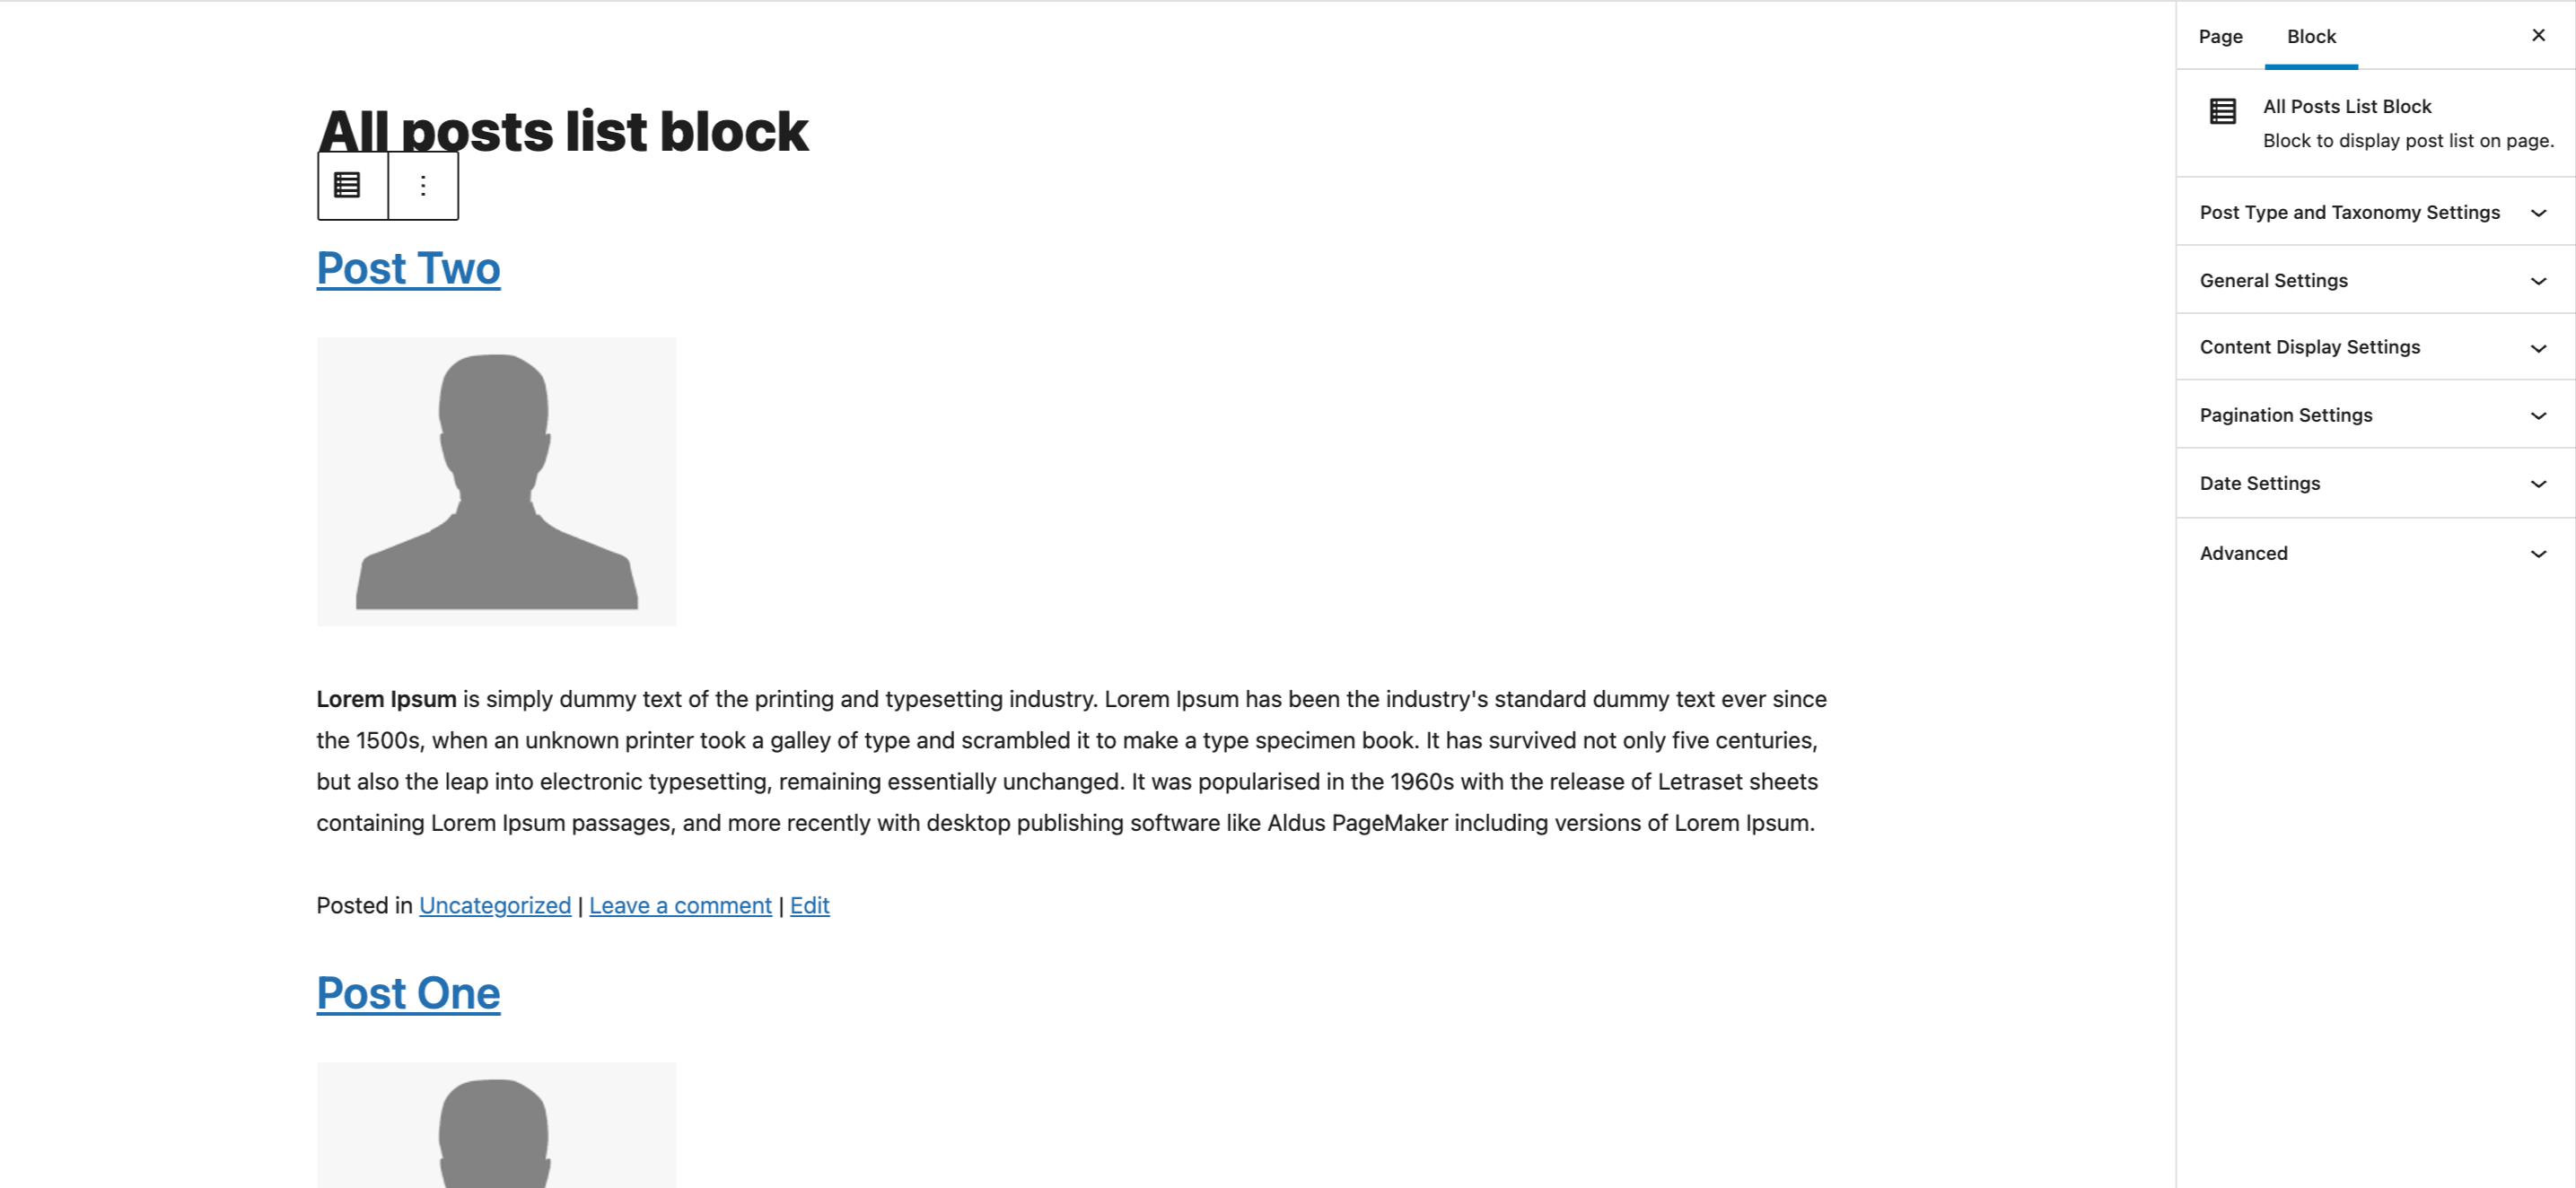 All posts list block
Post Two
Lorem Ipsum is simply dummy text of the printing and typesetting industry. Lorem Ipsum has been the industry's standard dummy text ever since
the 1500s, when an unknown printer took a galley of type and scrambled it to make a type specimen book. It has survived not only five centuries,
but also the leap into electronic typesetting, remaining essentially unchanged. It was popularised in the 1960s with the release of Letraset sheets
containing Lorem Ipsum passages, and more recently with desktop publishing software like Aldus PageMaker including versions of Lorem Ipsum.
Posted in Uncategorized | Leave a comment | Edit
Post One
Page Block
All Posts List Block
Block to display post list on page.
Post Type and Taxonomy Settings
General Settings
Content Display Settings
Pagination Settings
Date Settings
Advanced